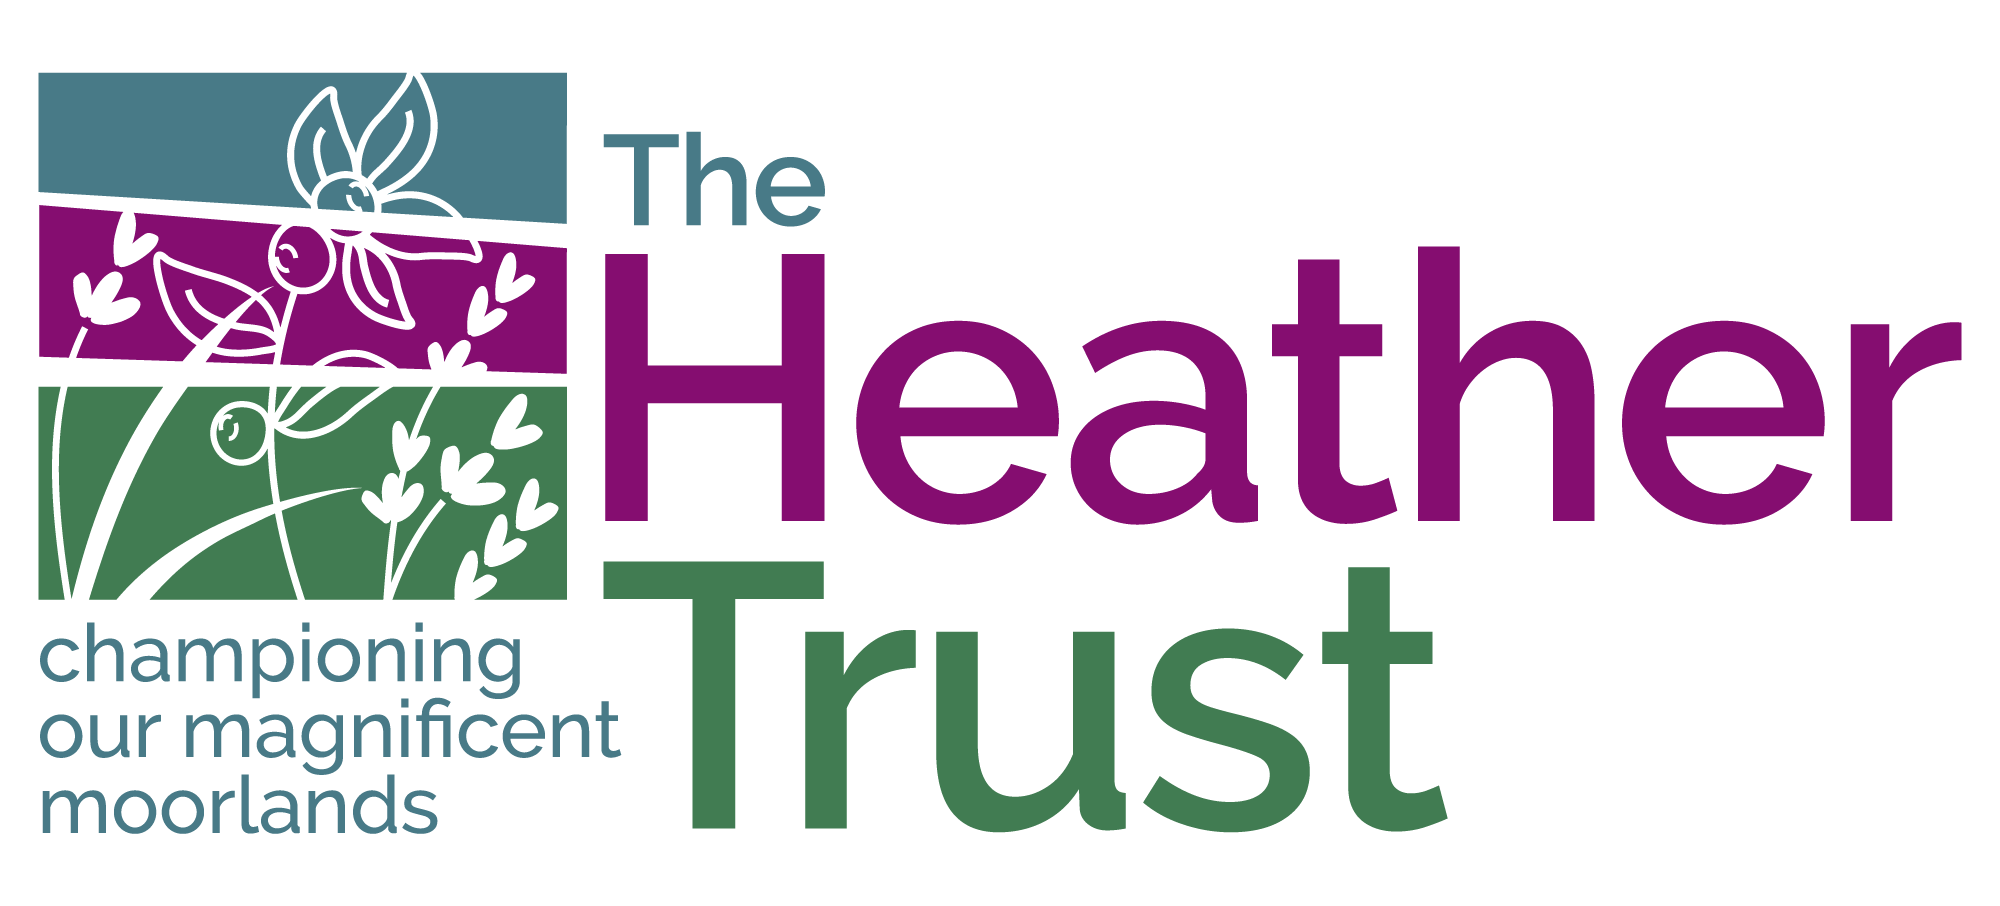 The
Heather
Trust
championing
our magnificent
moorlands